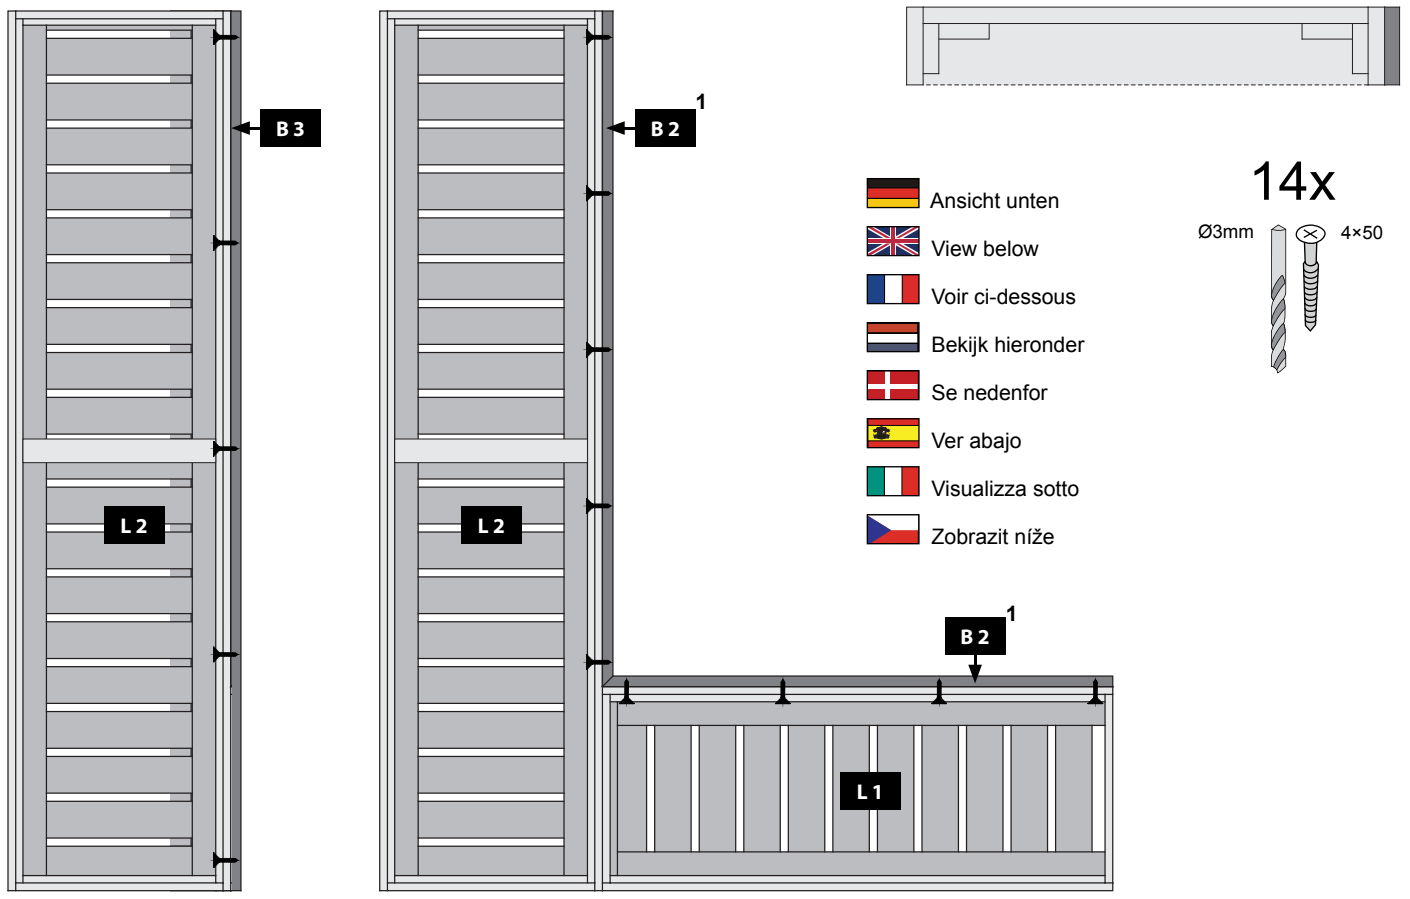 B 3
B 2
1
14x
Ø3mm
4×50
Ansicht unten
View below
Voir ci-dessous
Bekijk hieronder
Se nedenfor
Ver abajo
Visualizza sotto
Zobrazit níže
L 2
L 2
B 2
1
L 1